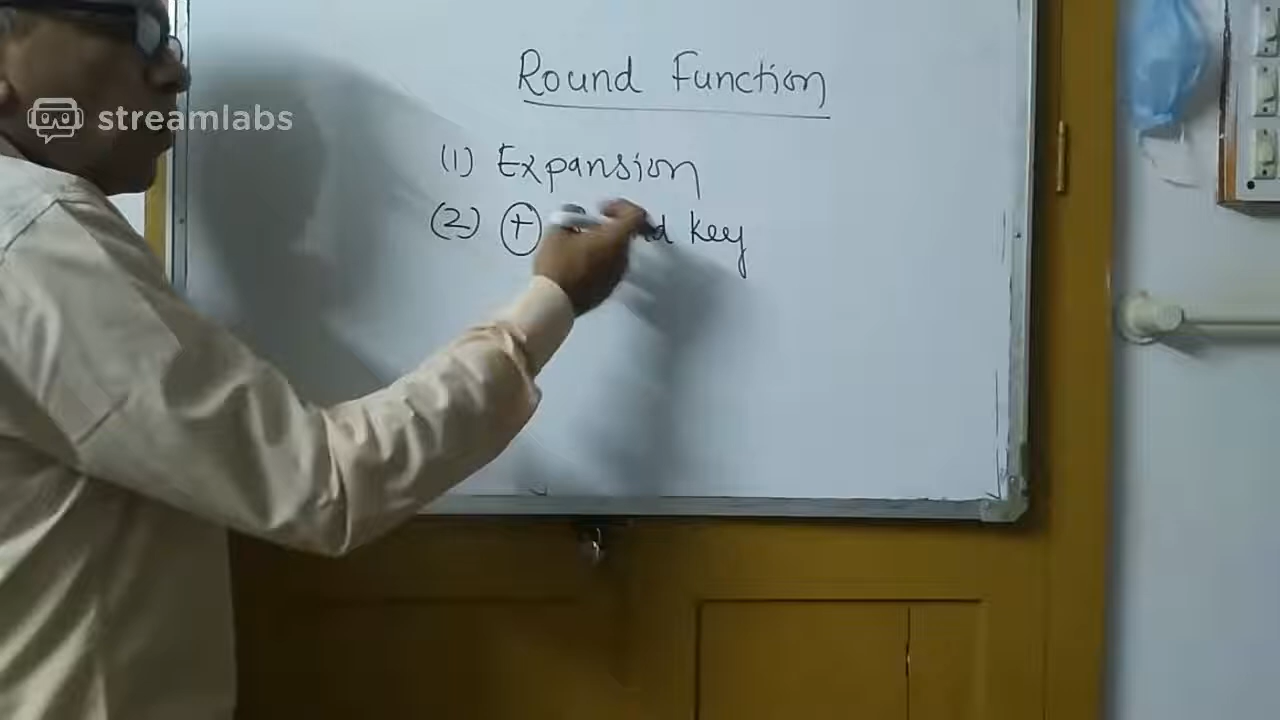 streamlabs
Round Function
(1) Expansion
(2) ⊕ key